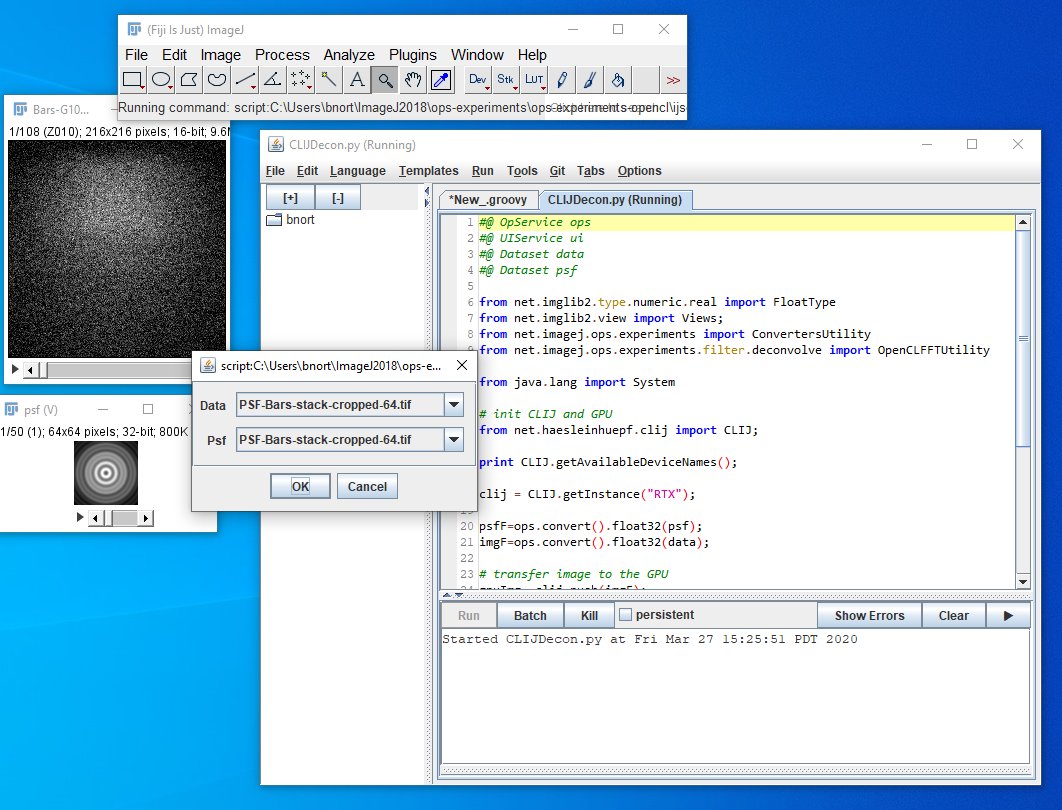 (Fiji Is Just) ImageJ
File Edit Image Process Analyze Plugins Window Help
A Dev Stk LUT >>
Running command: script:C:\Users\bnort\ImageJ2018\ops-experiments\ops-experiments-opencl\ijsc
Bars-G10...
1/108 (Z010); 216x216 pixels; 16-bit; 9.6M
psf (V)
1/50 (1); 64x64 pixels; 32-bit; 800K
CLIJDecon.py (Running)
File Edit Language Templates Run Tools Git Tabs Options
[+] [-]
bnort
*New_.groovy CLIJDecon.py (Running)
1 #@ OpService ops
2 #@ UIService ui
3 #@ Dataset data
4 #@ Dataset psf
5
6 from net.imglib2.type.numeric.real import FloatType
7 from net.imglib2.view import Views;
8 from net.imagej.ops.experiments import ConvertersUtility
9 from net.imagej.ops.experiments.filter.deconvolve import OpenCLFFTUtility
from java.lang import System
# init CLIJ and GPU
from net.haesleinhuepf.clij import CLIJ;
print CLIJ.getAvailableDeviceNames();
clij = CLIJ.getInstance("RTX");
20 psfF=ops.convert().float32(psf);
21 imgF=ops.convert().float32(data);
22
23 # transfer image to the GPU
script:C:\Users\bnort\ImageJ2018\ops-e...
Data PSF-Bars-stack-cropped-64.tif
Psf PSF-Bars-stack-cropped-64.tif
OK Cancel
Run Batch Kill persistent Show Errors Clear
Started CLIJDecon.py at Fri Mar 27 15:25:51 PDT 2020